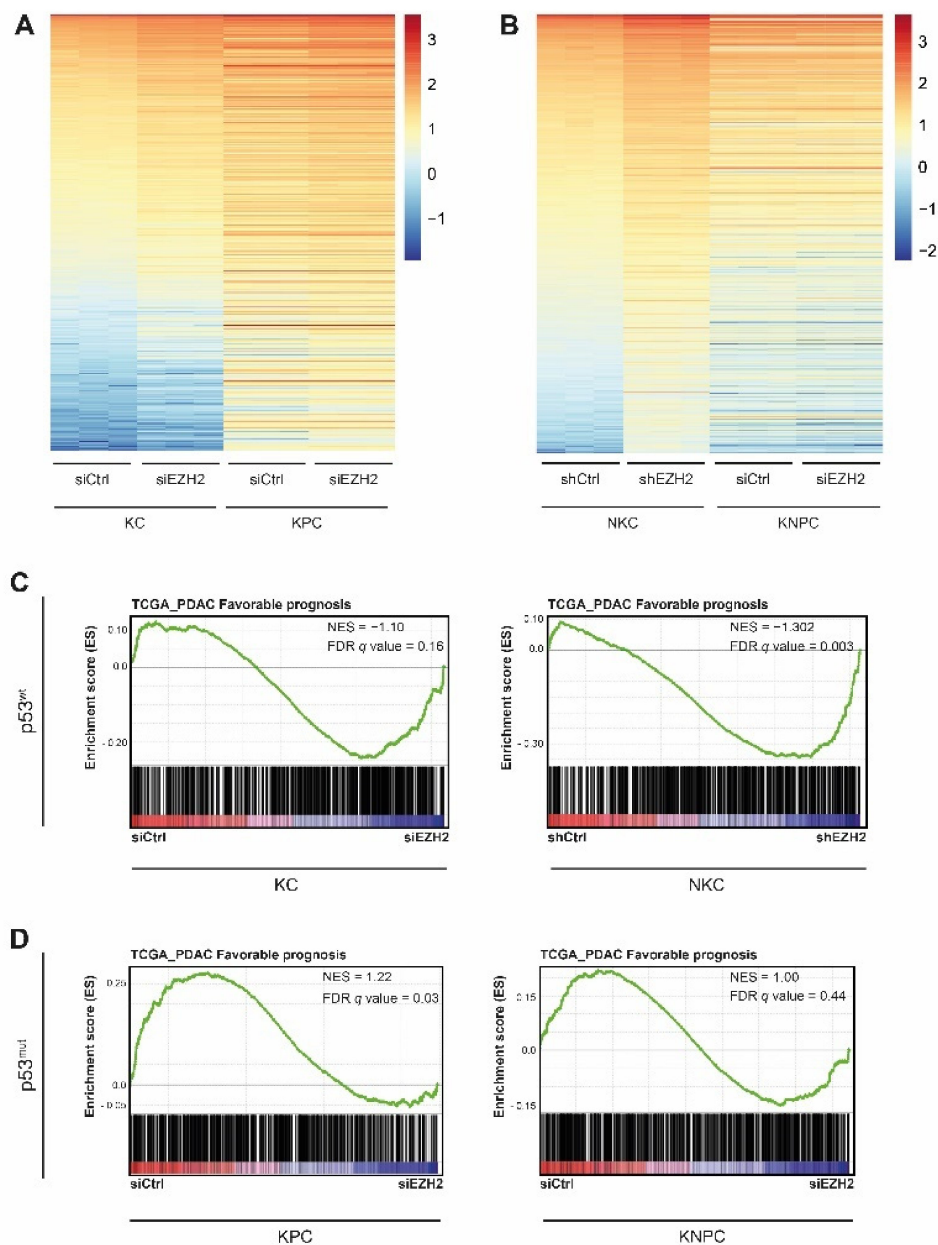 A
3
2
1
0
−1
siCtrl siEZH2 siCtrl siEZH2
KC KPC
B
3
2
1
0
−1
−2
shCtrl shEZH2 siCtrl siEZH2
NKC KNPC
C
p53wt
TCGA_PDAC Favorable prognosis
NES = −1.10
FDR q value = 0.16
Enrichment score (ES)
0.10
0.0
- 0.20
siCtrl siEZH2
KC
TCGA_PDAC Favorable prognosis
NES = −1.302
FDR q value = 0.003
Enrichment score (ES)
0.10
0.0
- 0.30
shCtrl shEZH2
NKC
D
p53mut
TCGA_PDAC Favorable prognosis
NES = 1.22
FDR q value = 0.03
Enrichment score (ES)
0.25
0.0
- 0.05
siCtrl siEZH2
KPC
TCGA_PDAC Favorable prognosis
NES = 1.00
FDR q value = 0.44
Enrichment score (ES)
0.15
0.0
- 0.15
siCtrl siEZH2
KNPC